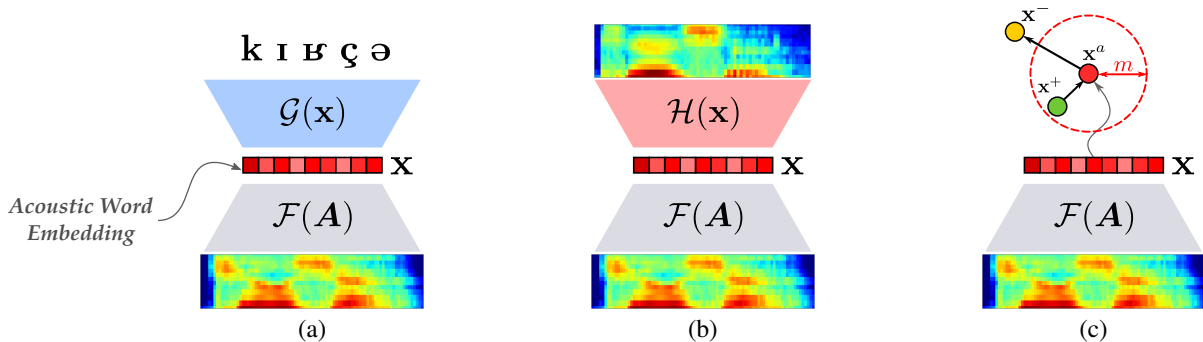 k ɪ ʁ ç ə
𝒢(x)
x
Acoustic Word
Embedding
ℱ(A)
(a)
ℋ(x)
x
ℱ(A)
(b)
x⁻
xᵃ
m
x⁺
x
ℱ(A)
(c)